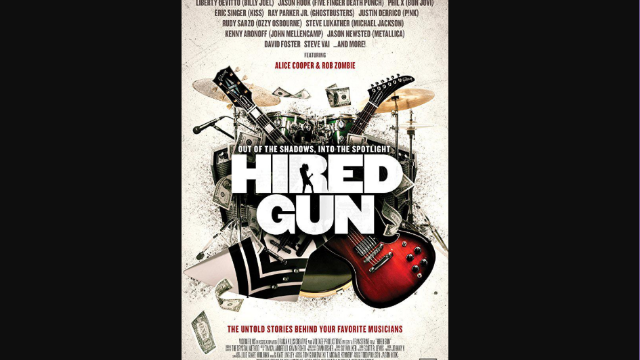 LIBERTY DEVITTO (BILLY JOEL) JASON HOOK (FIVE FINGER DEATH PUNCH) PHIL X (BON JOVI)
ERIC SINGER (KISS) RAY PARKER JR. (GHOSTBUSTERS) JUSTIN DERRICO (P!NK)
RUDY SARZO (OZZY OSBOURNE) STEVE LUKATHER (MICHAEL JACKSON)
KENNY ARONOFF (JOHN MELLENCAMP) JASON NEWSTED (METALLICA)
DAVID FOSTER STEVE VAI ...AND MORE!
FEATURING
ALICE COOPER & ROB ZOMBIE
OUT OF THE SHADOWS, INTO THE SPOTLIGHT
HIRED
GUN
THE UNTOLD STORIES BEHIND YOUR FAVORITE MUSICIANS